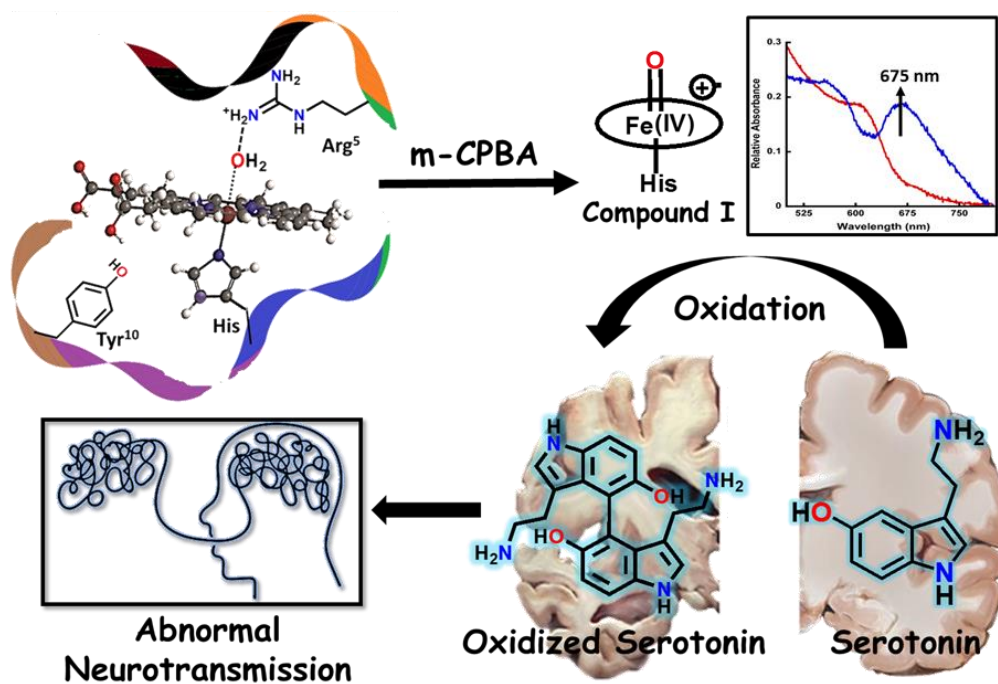 NH₂
⁺H₂N
N
H
Arg⁵
OH₂
m-CPBA
O
Fe(IV)
+•
His
Compound I
0.3
0.2
0.1
0
Relative Absorbance
675 nm
525
600
675
750
Wavelength (nm)
HO
Tyr¹⁰
His
Oxidation
H
N
NH₂
OH
HO
H₂N
N
H
Oxidized Serotonin
NH₂
HO
N
H
Serotonin
Abnormal
Neurotransmission